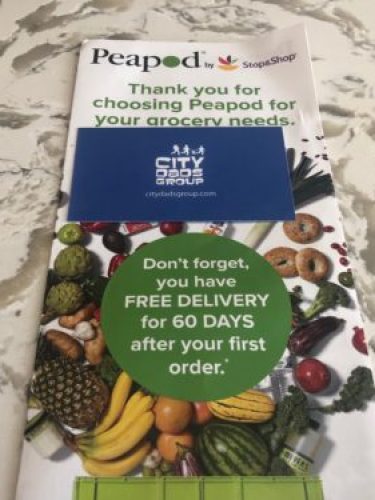 Peapod by Stop&Shop
Thank you for
choosing Peapod for
your grocery needs.
CITY
DADS
GROUP
citydadsgroup.com
Don't forget,
you have
FREE DELIVERY
for 60 DAYS
after your first
order.*